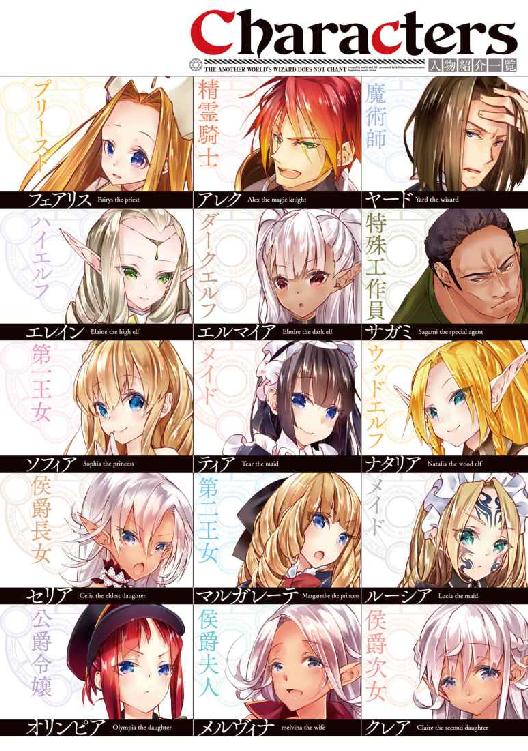 Characters
THE ANOTHER WORLD'S WIZARD DOES NOT CHANT
人物紹介一覧
プリースト
フェアリス Fairys the priest
精霊騎士
アレク Alex the magic knight
魔術師
ヤード Yard the wizard
ハイエルフ
エレイン Elaine the high elf
ダークエルフ
エルマイア Elmire the dark elf
特殊工作員
サガミ Sagami the special agent
第一王女
ソフィア Sophia the princess
メイド
ティア Tear the maid
ウッドエルフ
ナタリア Natalia the wood elf
侯爵長女
セリア Celia the eldest daughter
第二王女
マルガレーテ Margarethe the princess
メイド
ルーシア Lucia the maid
公爵令嬢
オリンピア Olympia the daughter
侯爵夫人
メルヴィナ melvina the wife
侯爵次女
クレア Claire the second daughter